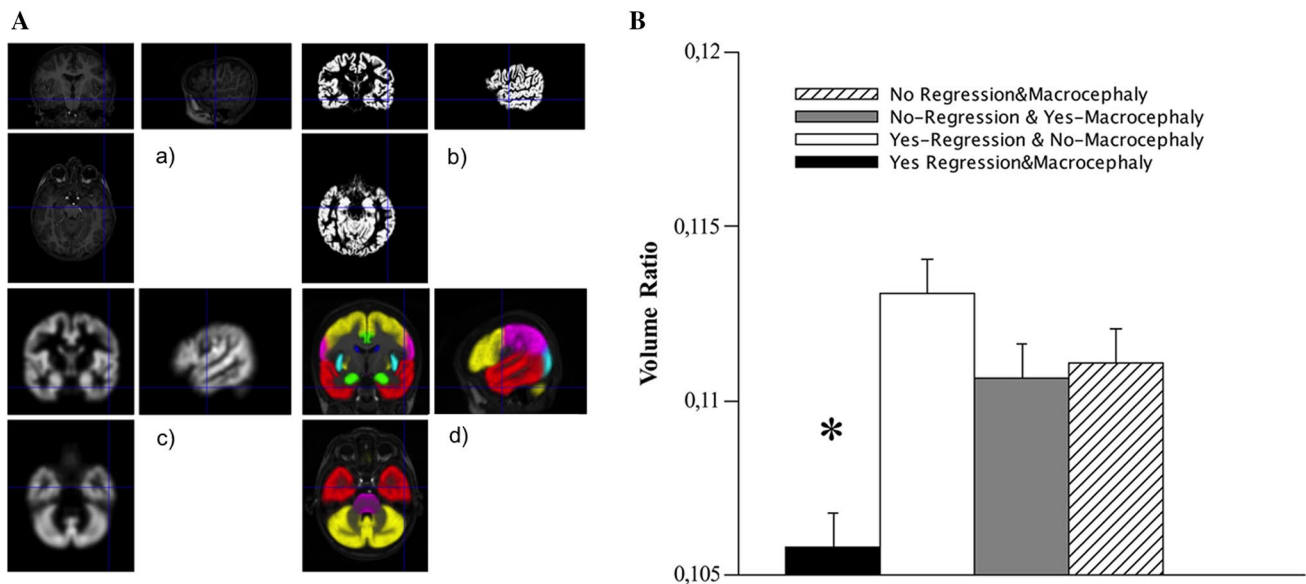 A
a)
b)
c)
d)
B
0,12
0,115
0,11
0,105
Volume Ratio
No Regression&Macrocephaly
No-Regression & Yes-Macrocephaly
Yes-Regression & No-Macrocephaly
Yes Regression&Macrocephaly
*